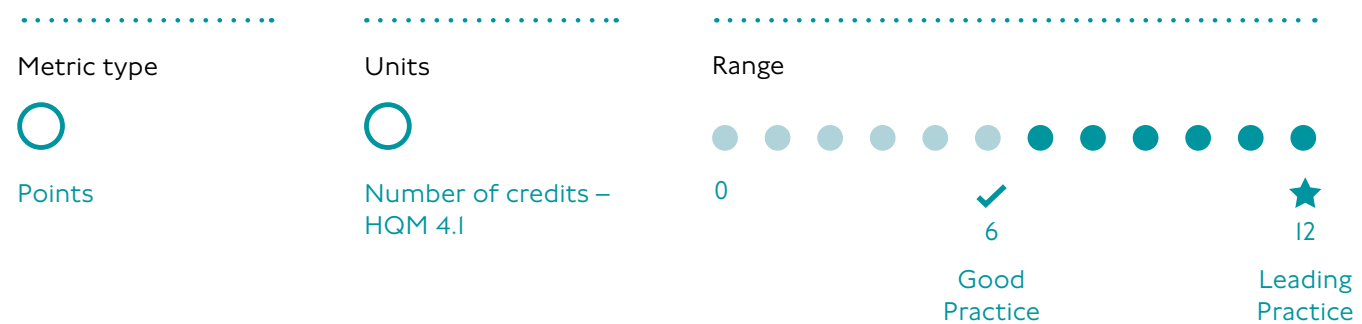 Metric type
Points
Units
Number of credits –
HQM 4.1
Range
0
6
Good
Practice
12
Leading
Practice